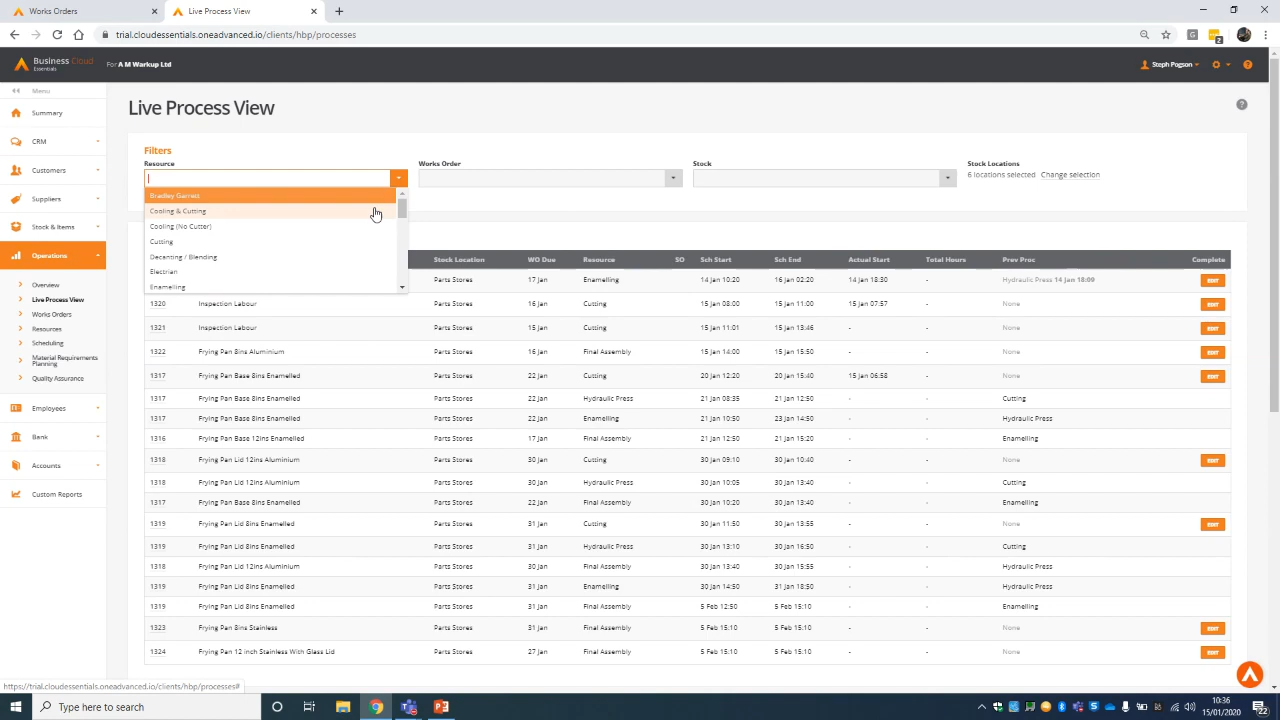 Works Orders
Live Process View
trial.cloudessentials.oneadvanced.io/clients/hbp/processes
Business Cloud
Essentials
For A M Warkup Ltd
Steph Pogson
Menu
Summary
CRM
Customers
Suppliers
Stock & Items
Operations
Overview
Live Process View
Works Orders
Resources
Scheduling
Material Requirements
Planning
Quality Assurance
Employees
Bank
Accounts
Custom Reports
Live Process View
Filters
Resource Works Order Stock Stock Locations
6 locations selected Change selection
Bradley Garrett
Cooling & Cutting
Cooling (No Cutter)
Cutting
Decanting / Blending
Electrian
Enamelling
Stock Location WO Due Resource SO Sch Start Sch End Actual Start Total Hours Prev Proc Complete
Parts Stores 17 Jan Enamelling 14 Jan 10:20 16 Jan 02:20 14 Jan 18:30 - Hydraulic Press 14 Jan 18:09 EDIT
1320 Inspection Labour Parts Stores 16 Jan Cutting 15 Jan 08:00 15 Jan 11:00 15 Jan 07:57 - None EDIT
1321 Inspection Labour Parts Stores 15 Jan Cutting 15 Jan 11:01 15 Jan 13:46 - - None EDIT
1322 Frying Pan 8ins Aluminium Parts Stores 16 Jan Final Assembly 15 Jan 14:00 15 Jan 15:50 - - None EDIT
1317 Frying Pan Base 8ins Enamelled Parts Stores 22 Jan Cutting 20 Jan 12:20 20 Jan 15:40 15 Jan 06:58 - None EDIT
1317 Frying Pan Base 8ins Enamelled Parts Stores 22 Jan Hydraulic Press 21 Jan 08:35 21 Jan 12:50 - - Cutting
1317 Frying Pan Base 8ins Enamelled Parts Stores 22 Jan Enamelling 21 Jan 10:50 23 Jan 14:50 - - Hydraulic Press
1316 Frying Pan Base 12ins Enamelled Parts Stores 17 Jan Final Assembly 21 Jan 12:50 21 Jan 15:20 - - Enamelling
1318 Frying Pan Lid 12ins Aluminium Parts Stores 30 Jan Cutting 30 Jan 09:10 30 Jan 10:40 - - None EDIT
1318 Frying Pan Lid 12ins Aluminium Parts Stores 30 Jan Hydraulic Press 30 Jan 10:05 30 Jan 13:40 - - Cutting
1317 Frying Pan Base 8ins Enamelled Parts Stores 22 Jan Final Assembly 30 Jan 10:20 30 Jan 13:40 - - Enamelling
1319 Frying Pan Lid 8ins Enamelled Parts Stores 31 Jan Cutting 30 Jan 11:50 30 Jan 13:55 - - None EDIT
1319 Frying Pan Lid 8ins Enamelled Parts Stores 31 Jan Hydraulic Press 30 Jan 13:10 30 Jan 16:50 - - Cutting
1318 Frying Pan Lid 12ins Aluminium Parts Stores 30 Jan Final Assembly 30 Jan 13:40 30 Jan 15:55 - - Hydraulic Press
1319 Frying Pan Lid 8ins Enamelled Parts Stores 31 Jan Enamelling 30 Jan 14:50 31 Jan 18:50 - - Hydraulic Press
1319 Frying Pan Lid 8ins Enamelled Parts Stores 31 Jan Final Assembly 5 Feb 12:50 5 Feb 15:10 - - Enamelling
1323 Frying Pan 8ins Stainless Parts Stores 31 Jan Final Assembly 5 Feb 15:10 5 Feb 15:10 - - None EDIT
1324 Frying Pan 12 inch Stainless With Glass Lid Parts Stores 27 Jan Final Assembly 5 Feb 15:10 5 Feb 15:10 - - None EDIT
https://trial.cloudessentials.oneadvanced.io/clients/hbp/processes#
Type here to search
10:36
15/01/2020
22